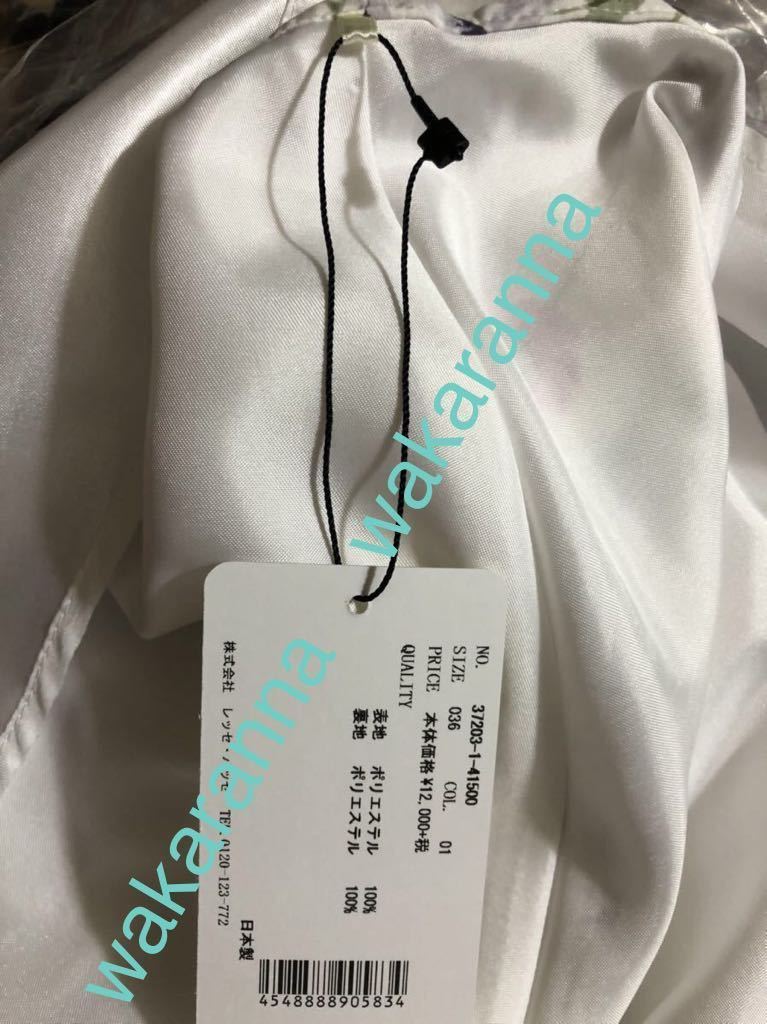 NO. 37203-1-41500
SIZE 036 COL. 01
PRICE 本体価格 ¥12,000+税
QUALITY
表地 ポリエステル 100%
裏地 ポリエステル 100%
日本製
株式会社 レッセ・パッセ TEL 0120-123-772
4548888905834
wakaranna
wakaranna